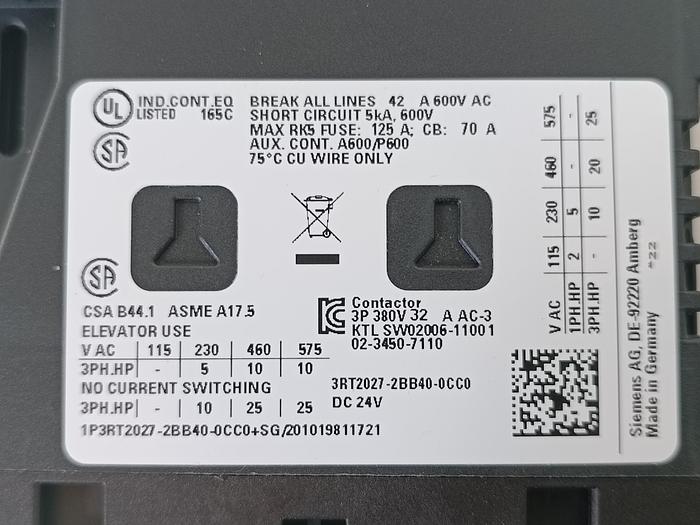 UL
IND.CONT.EQ
LISTED 165C
SA
BREAK ALL LINES 42 A 600V AC
SHORT CIRCUIT 5kA, 600V
MAX RK5 FUSE: 125 A; CB: 70 A
AUX. CONT. A600/P600
75°C CU WIRE ONLY
SA
CSA B44.1 ASME A17.5
ELEVATOR USE
V AC | 115 | 230 | 460 | 575
3PH.HP | - | 5 | 10 | 10
NO CURRENT SWITCHING
3PH.HP | - | 10 | 25 | 25
1P3RT2027-2BB40-0CC0+SG/201019811721
Contactor
3P 380V 32 A AC-3
KTL SW02006-11001
02-3450-7110
3RT2027-2BB40-0CC0
DC 24V
V AC | 115 | 230 | 460 | 575
1PH.HP | 2 | 5 | - | -
3PH.HP | - | 10 | 20 | 25
Siemens AG, DE-92220 Amberg
Made in Germany *22